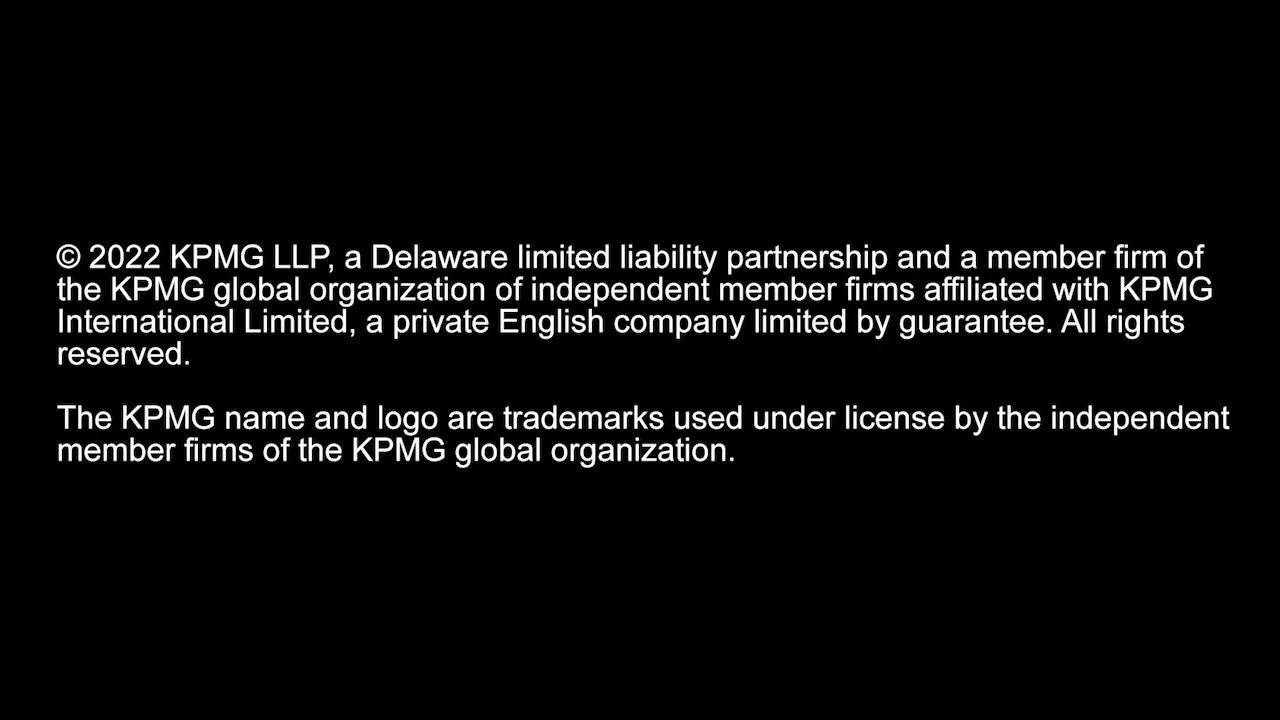 © 2022 KPMG LLP, a Delaware limited liability partnership and a member firm of
the KPMG global organization of independent member firms affiliated with KPMG
International Limited, a private English company limited by guarantee. All rights
reserved.
The KPMG name and logo are trademarks used under license by the independent
member firms of the KPMG global organization.